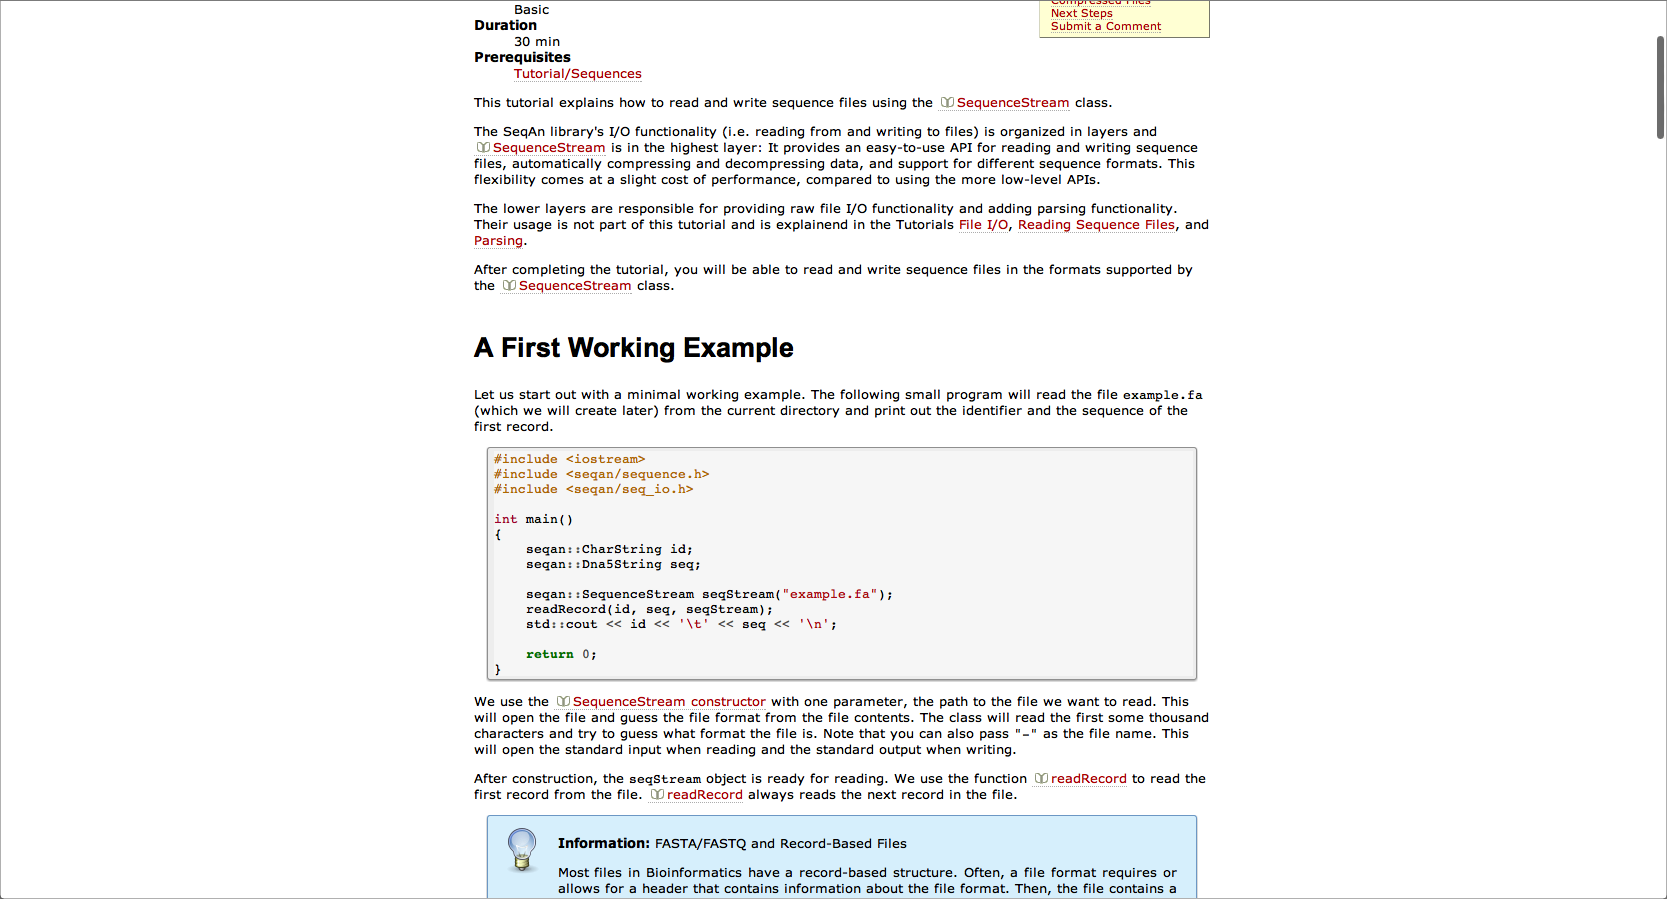 Basic
Compressed Files
Duration
Next Steps
30 min
Submit a Comment
Prerequisites
Tutorial/Sequences
This tutorial explains how to read and write sequence files using the SequenceStream class.
The SeqAn library's I/O functionality (i.e. reading from and writing to files) is organized in layers and
SequenceStream is in the highest layer: It provides an easy-to-use API for reading and writing sequence
files, automatically compressing and decompressing data, and support for different sequence formats. This
flexibility comes at a slight cost of performance, compared to using the more low-level APIs.
The lower layers are responsible for providing raw file I/O functionality and adding parsing functionality.
Their usage is not part of this tutorial and is explainend in the Tutorials File I/O, Reading Sequence Files, and
Parsing.
After completing the tutorial, you will be able to read and write sequence files in the formats supported by
the SequenceStream class.
A First Working Example
Let us start out with a minimal working example. The following small program will read the file example.fa
(which we will create later) from the current directory and print out the identifier and the sequence of the
first record.
#include <iostream>
#include <seqan/sequence.h>
#include <seqan/seq_io.h>
int main()
{
seqan::CharString id;
seqan::Dna5String seq;
seqan::SequenceStream seqStream("example.fa");
readRecord(id, seq, seqStream);
std::cout << id << '\t' << seq << '\n';
return 0;
}
We use the SequenceStream constructor with one parameter, the path to the file we want to read. This
will open the file and guess the file format from the file contents. The class will read the first some thousand
characters and try to guess what format the file is. Note that you can also pass "-" as the file name. This
will open the standard input when reading and the standard output when writing.
After construction, the seqStream object is ready for reading. We use the function readRecord to read the
first record from the file. readRecord always reads the next record in the file.
Information: FASTA/FASTQ and Record-Based Files
Most files in Bioinformatics have a record-based structure. Often, a file format requires or
allows for a header that contains information about the file format. Then, the file contains a